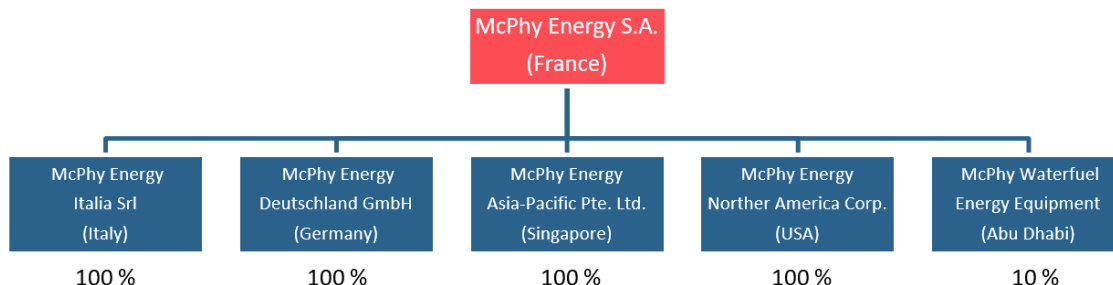 McPhy Energy S.A.
(France)
McPhy Energy
Italia Srl
(Italy)
100 %
McPhy Energy
Deutschland GmbH
(Germany)
100 %
McPhy Energy
Asia-Pacific Pte. Ltd.
(Singapore)
100 %
McPhy Energy
Norther America Corp.
(USA)
100 %
McPhy Waterfuel
Energy Equipment
(Abu Dhabi)
10 %